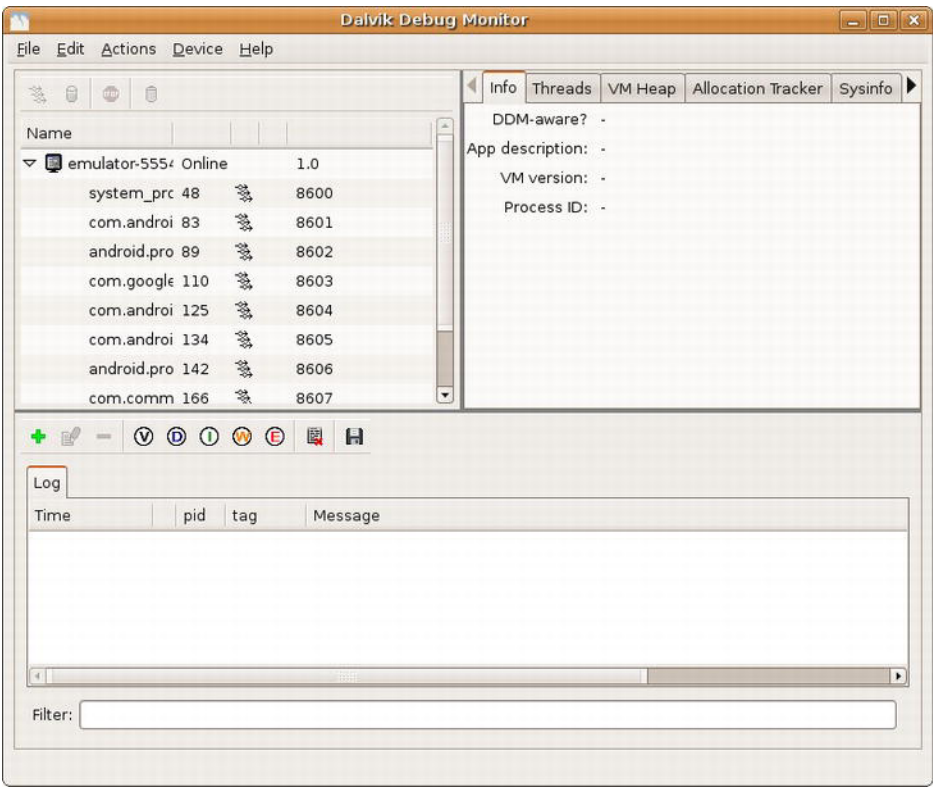 Dalvik Debug Monitor
File Edit Actions Device Help
Name
emulator-5554 Online 1.0
system_prc 48 8600
com.androi 83 8601
android.pro 89 8602
com.google 110 8603
com.androi 125 8604
com.androi 134 8605
android.pro 142 8606
com.comm 166 8607
Info Threads VM Heap Allocation Tracker Sysinfo
DDM-aware? -
App description: -
VM version: -
Process ID: -
V D I W E
Log
Time pid tag Message
Filter: